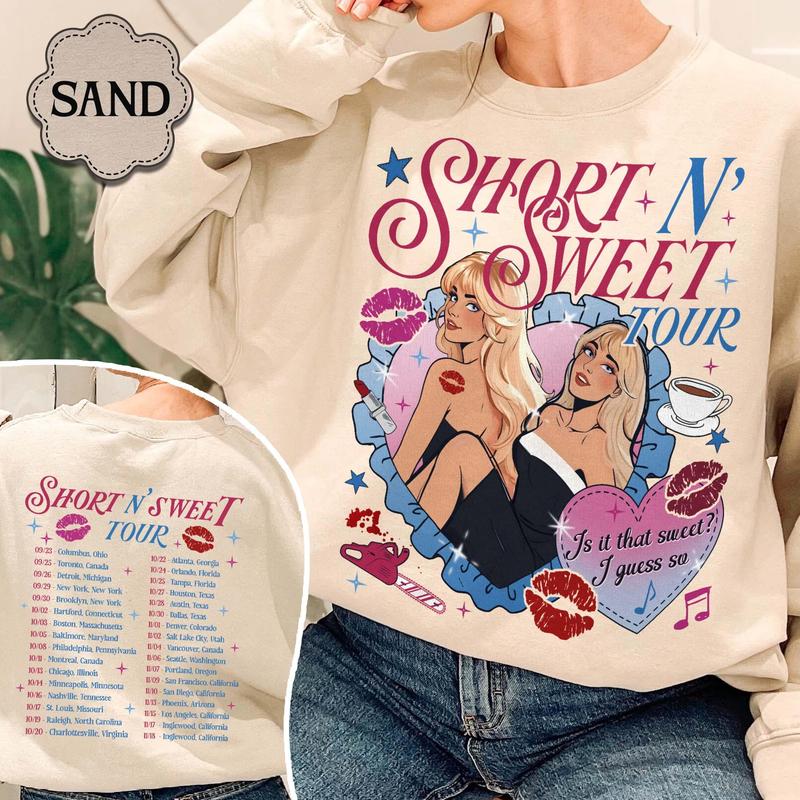 SAND
SHORT N'
SWEET
TOUR
Is it that sweet?
I guess so
SHORT N' SWEET
TOUR
09/23 - Columbus, Ohio
09/25 - Toronto, Canada
09/26 - Detroit, Michigan
09/29 - New York, New York
09/30 - Brooklyn, New York
10/02 - Hartford, Connecticut
10/03 - Boston, Massachusetts
10/05 - Baltimore, Maryland
10/08 - Philadelphia, Pennsylvania
10/11 - Montreal, Canada
10/13 - Chicago, Illinois
10/14 - Minneapolis, Minnesota
10/16 - Nashville, Tennessee
10/17 - St. Louis, Missouri
10/19 - Raleigh, North Carolina
10/20 - Charlottesville, Virginia
10/22 - Atlanta, Georgia
10/24 - Orlando, Florida
10/25 - Tampa, Florida
10/27 - Houston, Texas
10/28 - Austin, Texas
10/30 - Dallas, Texas
11/01 - Denver, Colorado
11/02 - Salt Lake City, Utah
11/04 - Vancouver, Canada
11/06 - Seattle, Washington
11/07 - Portland, Oregon
11/09 - San Francisco, California
11/10 - San Diego, California
11/13 - Phoenix, Arizona
11/15 - Los Angeles, California
11/17 - Inglewood, California
11/18 - Inglewood, California